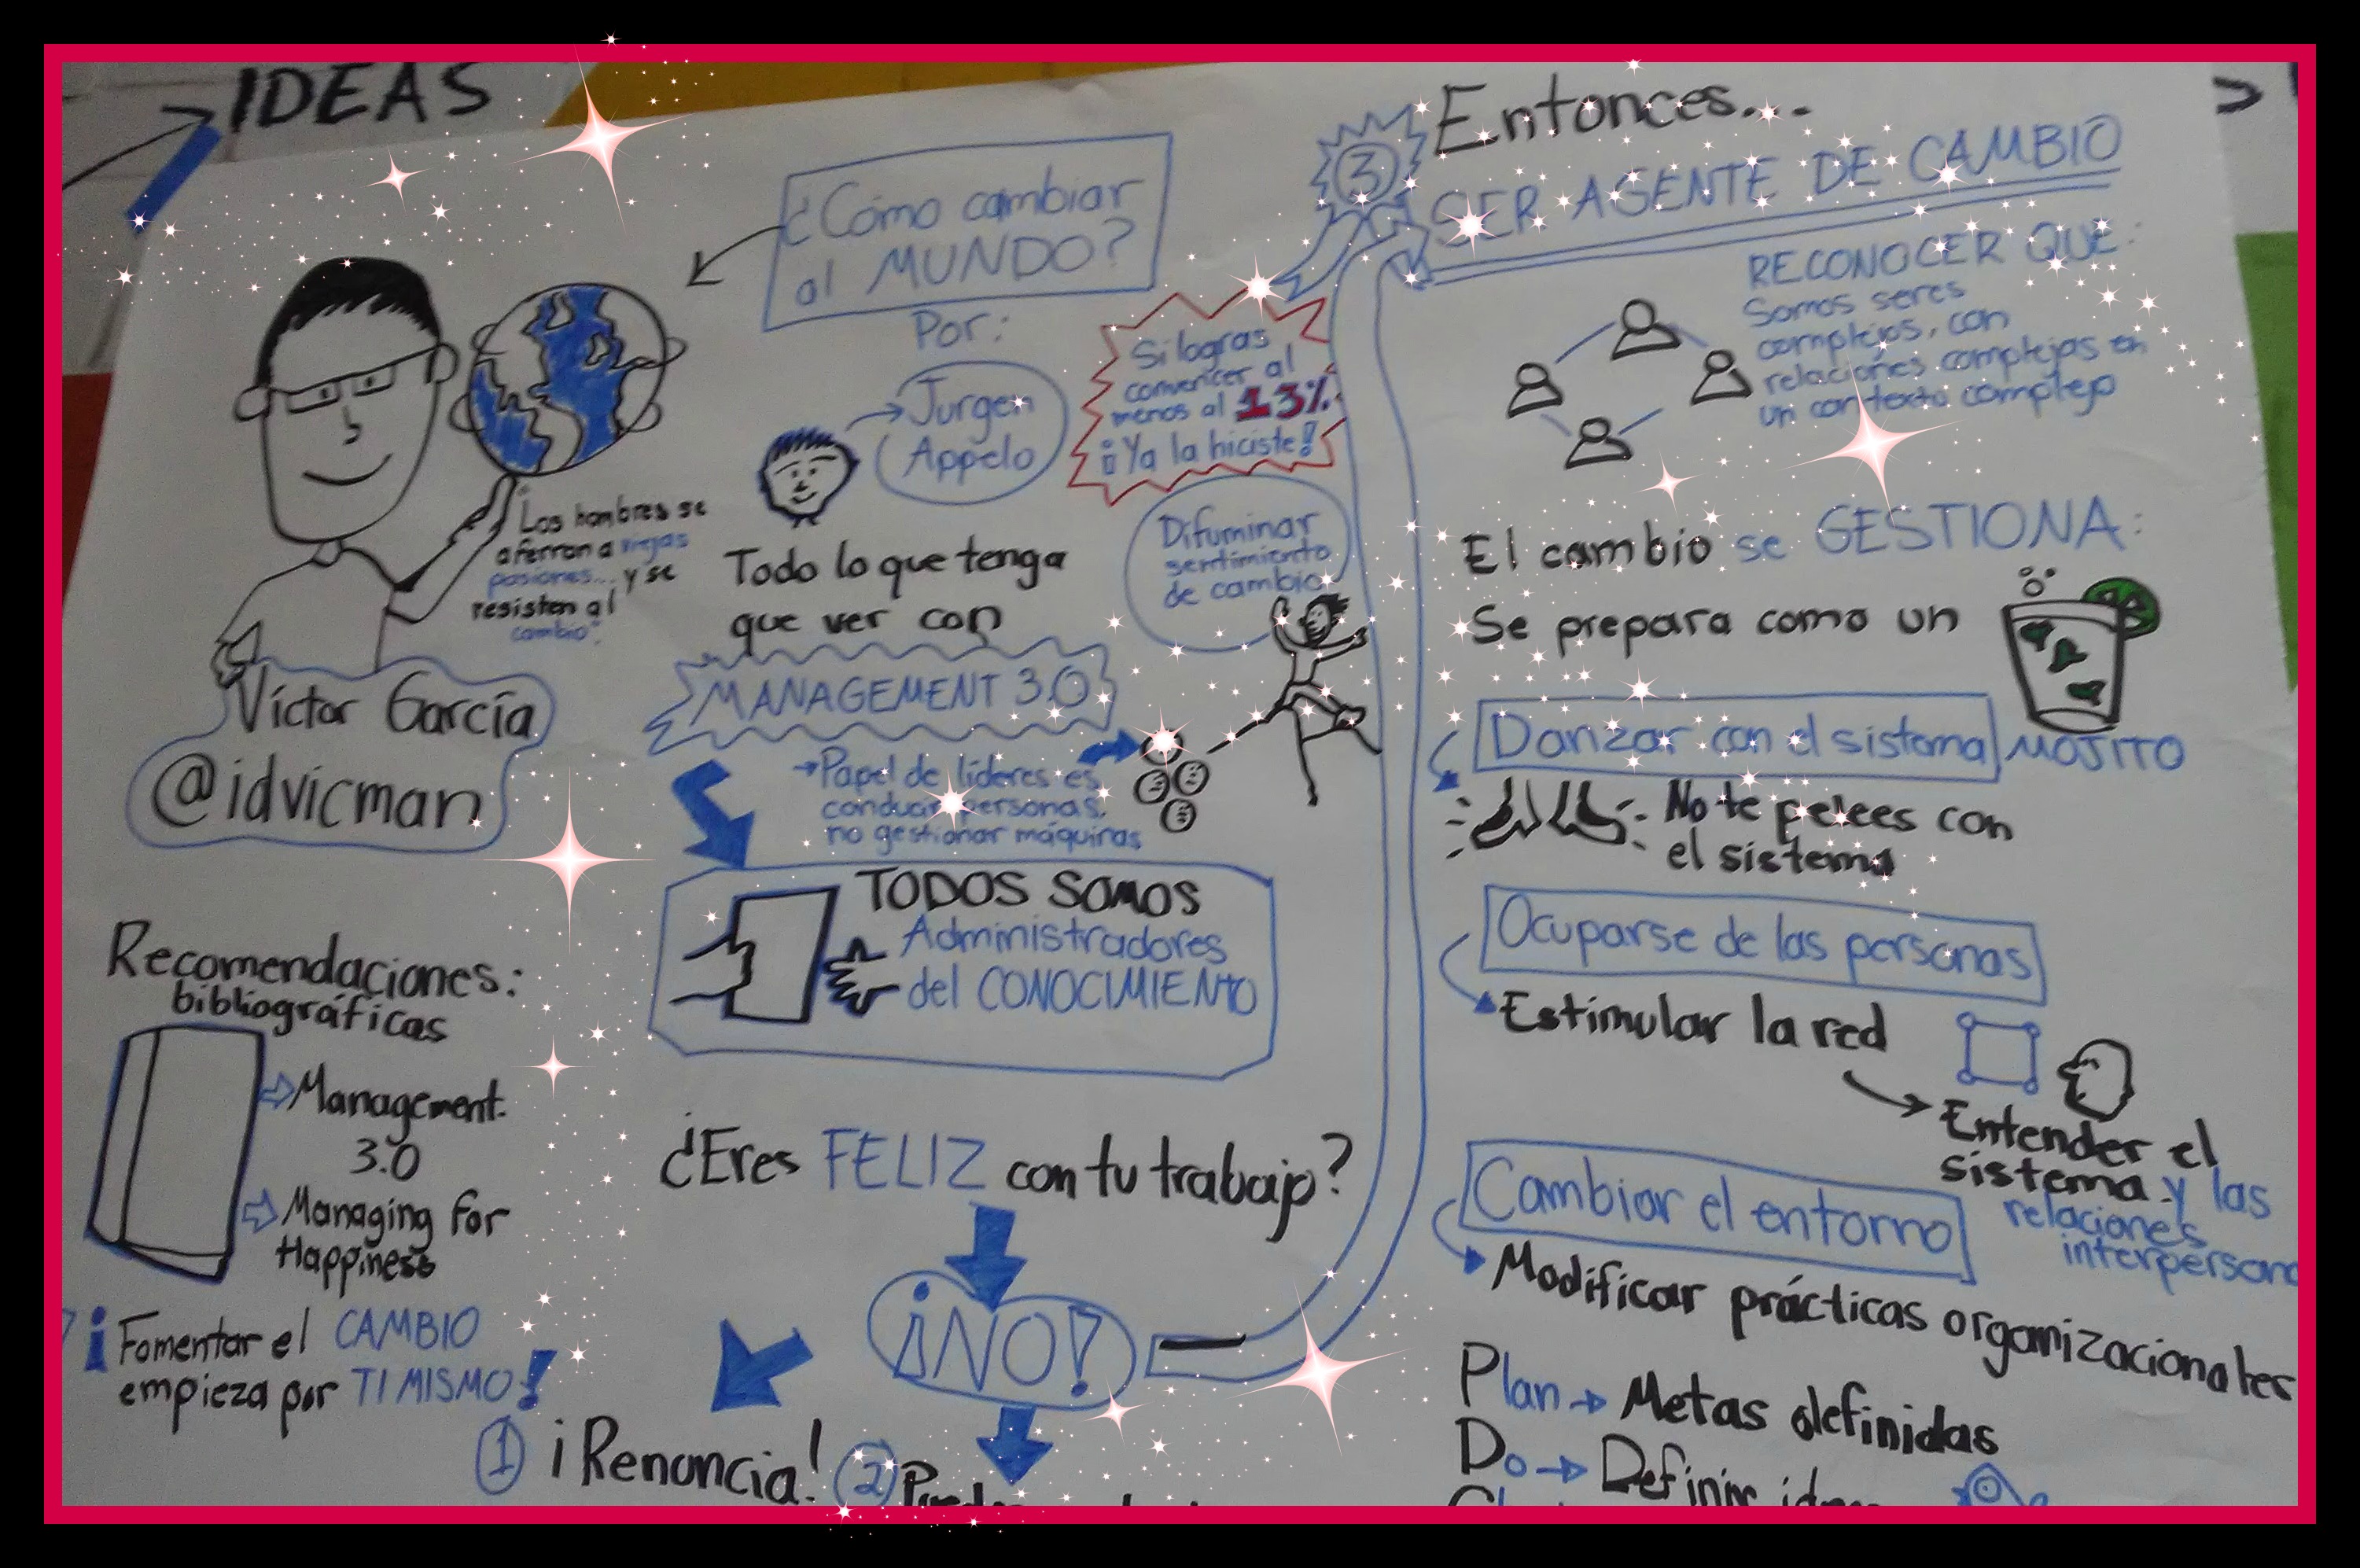 IDEAS
¿Cómo cambiar
al MUNDO?
Por:
Jurgen
Appelo
Los hombres se
aferran a viejas
pasiones... y se
resisten al
cambio".
Víctor García
@idvicman
Si logras
convencer al
menos al 13%
¡Ya la hiciste!
Difuminar
sentimiento
de cambio
Todo lo que tenga
que ver con
MANAGEMENT 3.0
Papel de líderes es
conducir personas,
no gestionar máquinas
TODOS SOMOS
Administradores
del CONOCIMIENTO
Recomendaciones:
bibliográficas
Management
3.0
Managing for
Happiness
¡Fomentar el CAMBIO
empieza por TI MISMO!
¿Eres FELIZ con tu trabajo?
¡NO!
1 ¡Renuncia!
2
3
Entonces...
SER AGENTE DE CAMBIO
RECONOCER QUE:
Somos seres
complejos, con
relaciones complejas en
un contexto complejo
El cambio se GESTIONA:
Se prepara como un
MOJITO
Danzar con el sistema
No te pelees con
el sistema
Ocuparse de las personas
Estimular la red
Entender el
sistema y las
relaciones
Cambiar el entorno
Modificar prácticas organizacionales
Plan → Metas definidas
Do → Definir